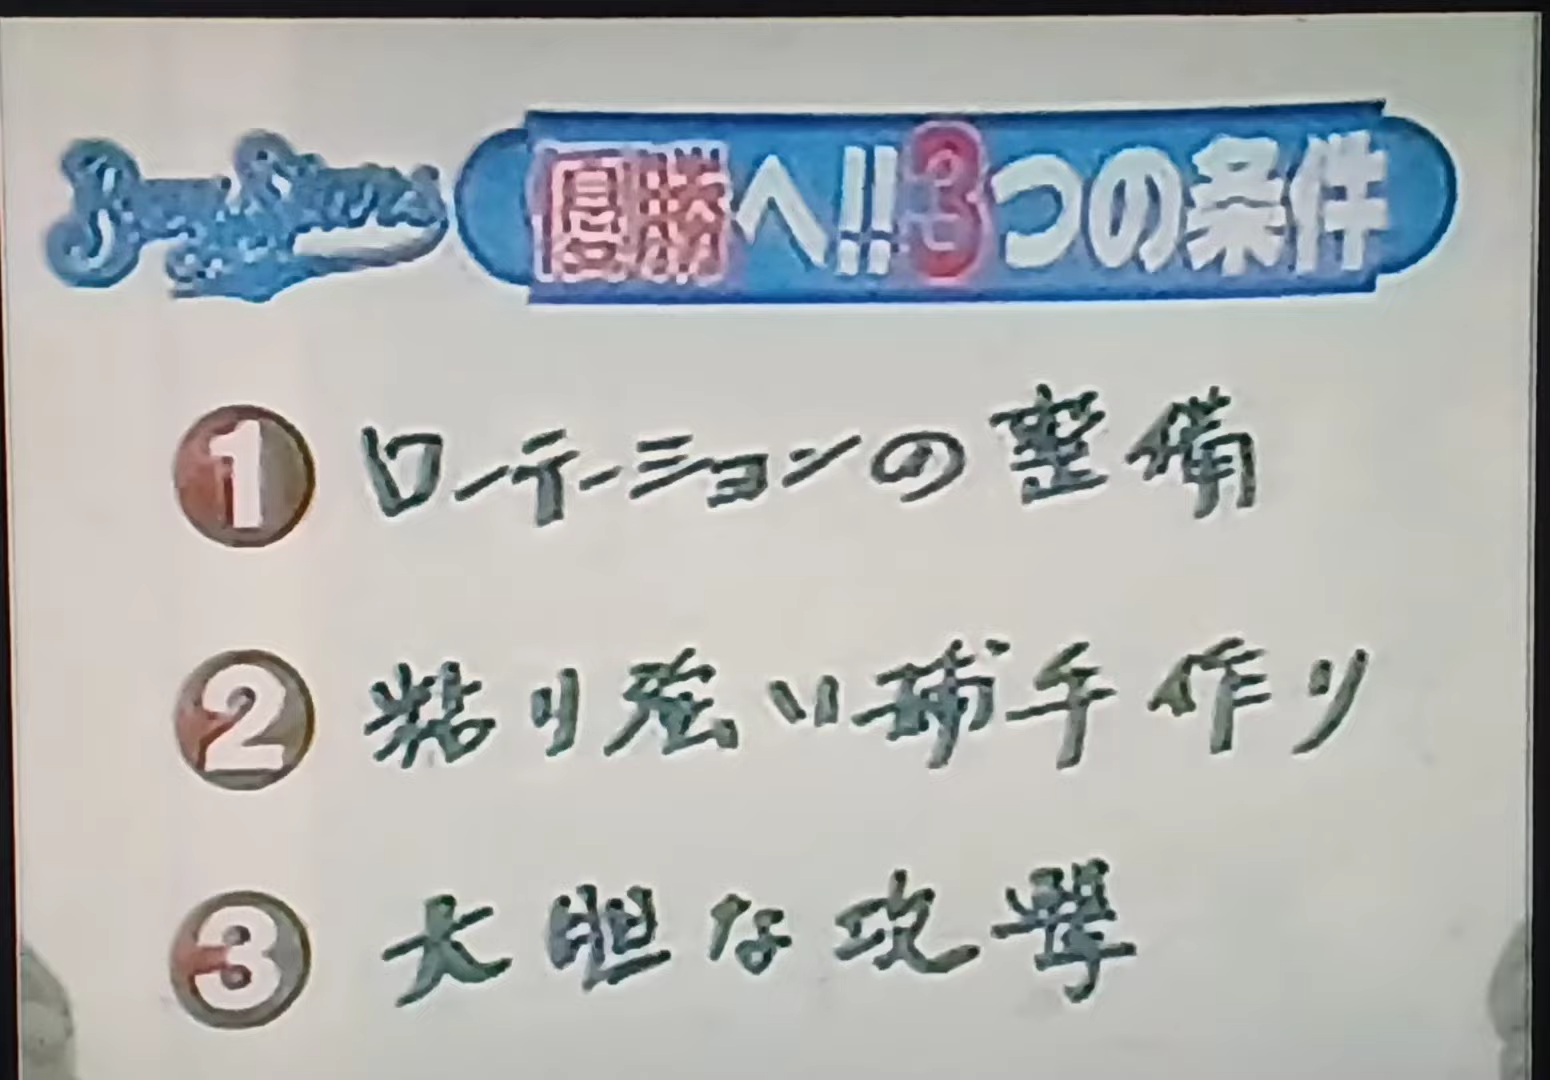 BayStars
優勝へ!!3つの条件
1 ローテーションの整備
2 粘り強い捕手作り
3 大胆な攻撃